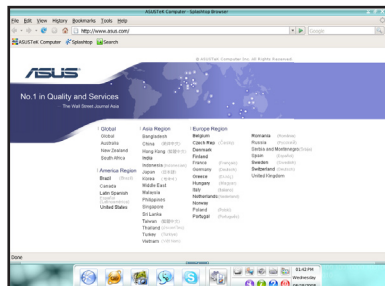 ASUSTeK Computer - Splashtop Browser
File Edit View History Bookmarks Tools Help
http://www.asus.com/
Google
ASUSTeK Computer Splashtop Search
© ASUSTeK Computer Inc. All Rights Reserved.
ASUS
No.1 in Quality and Services
The Wall Street Journal Asia
Global
Global
Australia
New Zealand
South Africa
America Region
Brazil (Brazil)
Canada
Latin Spanish
United States
Asia Region
Bangladesh
China
Hong Kong
India
Indonesia
Japan
Korea
Middle East
Malaysia
Philippines
Singapore
Sri Lanka
Taiwan
Thailand
Turkey
Vietnam
Europe Region
Belgium
Czech Rep
Denmark
Finland
France
Germany
Greece
Hungary
Italy
Netherlands
Norway
Poland
Portugal
Romania
Russia
Serbia and Montenegro
Spain
Sweden
Switzerland
United Kingdom
Done
01:43 PM
Wednesday